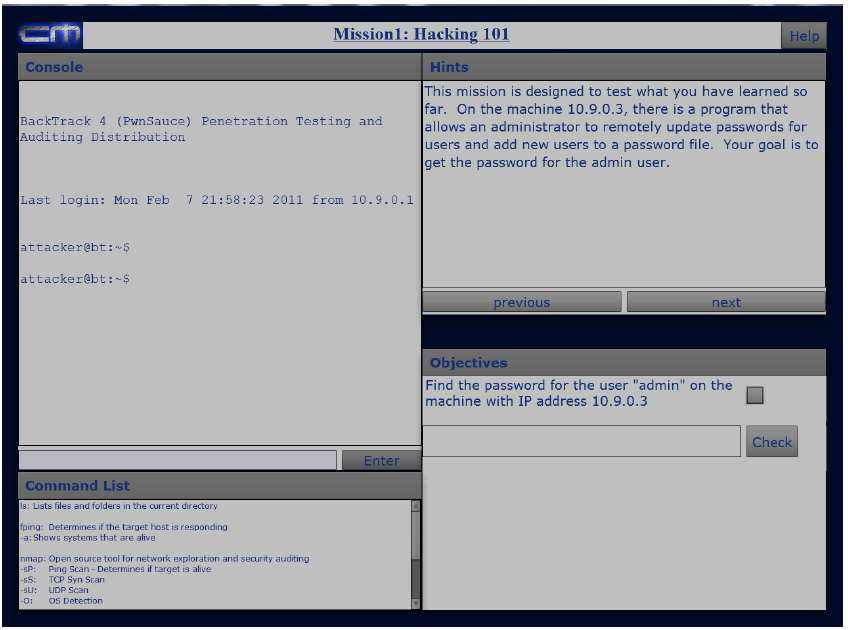 cm
Mission1: Hacking 101
Help
Console
BackTrack 4 (PwnSauce) Penetration Testing and
Auditing Distribution
Last login: Mon Feb  7 21:58:23 2011 from 10.9.0.1
attacker@bt:~$
attacker@bt:~$
Enter
Command List
ls: Lists files and folders in the current directory
fping: Determines if the target host is responding
-a: Shows systems that are alive
nmap: Open source tool for network exploration and security auditing
-sP: Ping Scan - Determines if target is alive
-sS: TCP Syn Scan
-sU: UDP Scan
-O: OS Detection
Hints
This mission is designed to test what you have learned so
far. On the machine 10.9.0.3, there is a program that
allows an administrator to remotely update passwords for
users and add new users to a password file. Your goal is to
get the password for the admin user.
previous
next
Objectives
Find the password for the user "admin" on the
machine with IP address 10.9.0.3
Check